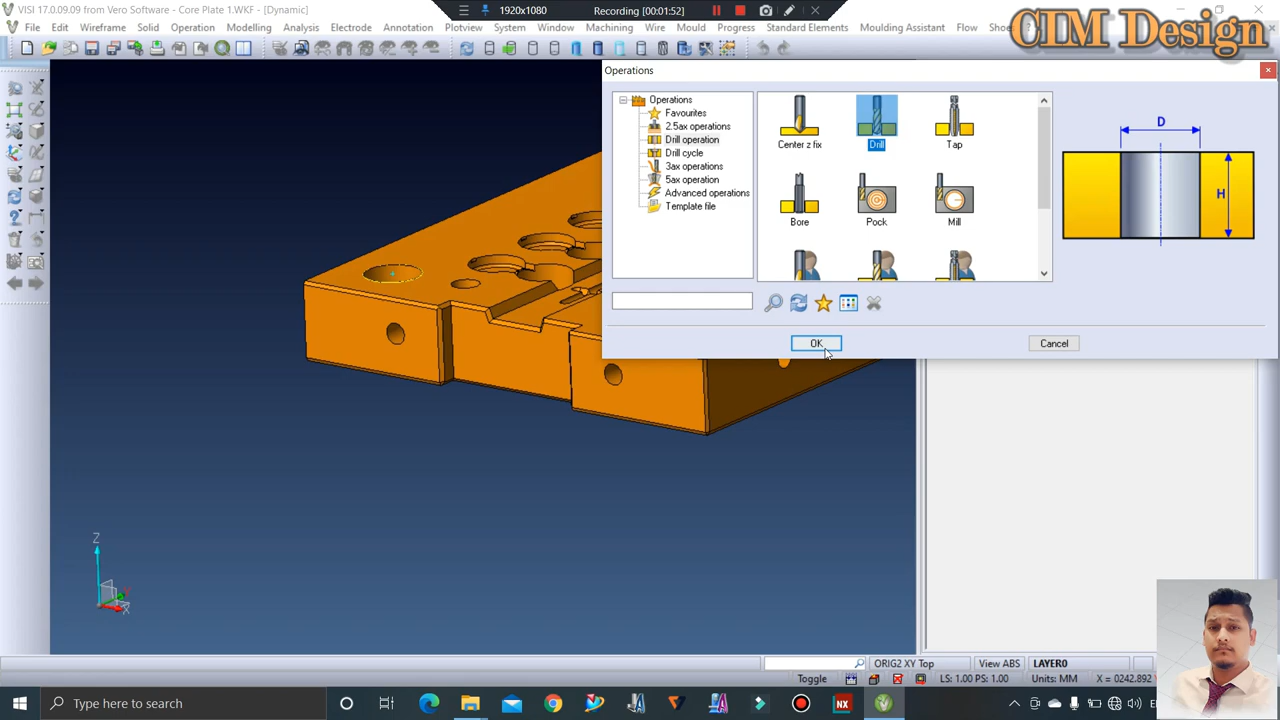 VISI 17.0.09.09 from Vero Software - Core Plate 1.WKF - [Dynamic]
1920x1080
Recording [00:01:52]
CIM Design
File Edit Wireframe Solid Operation Modelling Analysis Electrode Annotation Plotview System Window Machining Wire Mould Progress Standard Elements Moulding Assistant Flow Shoe ?
Operations
Operations
Favourites
2.5ax operations
Drill operation
Drill cycle
3ax operations
5ax operation
Advanced operations
Template file
Center z fix
Drill
Tap
Bore
Pock
Mill
D
H
OK
Cancel
Z
Y
X
ORIG2 XY Top
View ABS
LAYER0
Toggle
LS: 1.00 PS: 1.00
Units: MM
X = 0242.892
Type here to search
NX